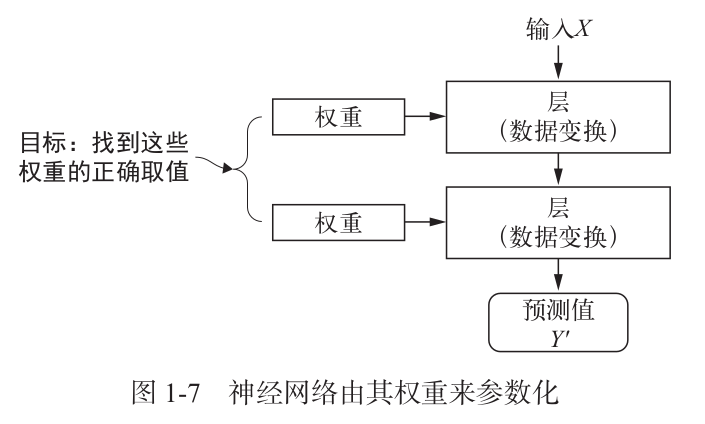 输入X
权重
层
(数据变换)
目标：找到这些
权重的正确取值
权重
层
(数据变换)
预测值
Y'
图 1-7 神经网络由其权重来参数化